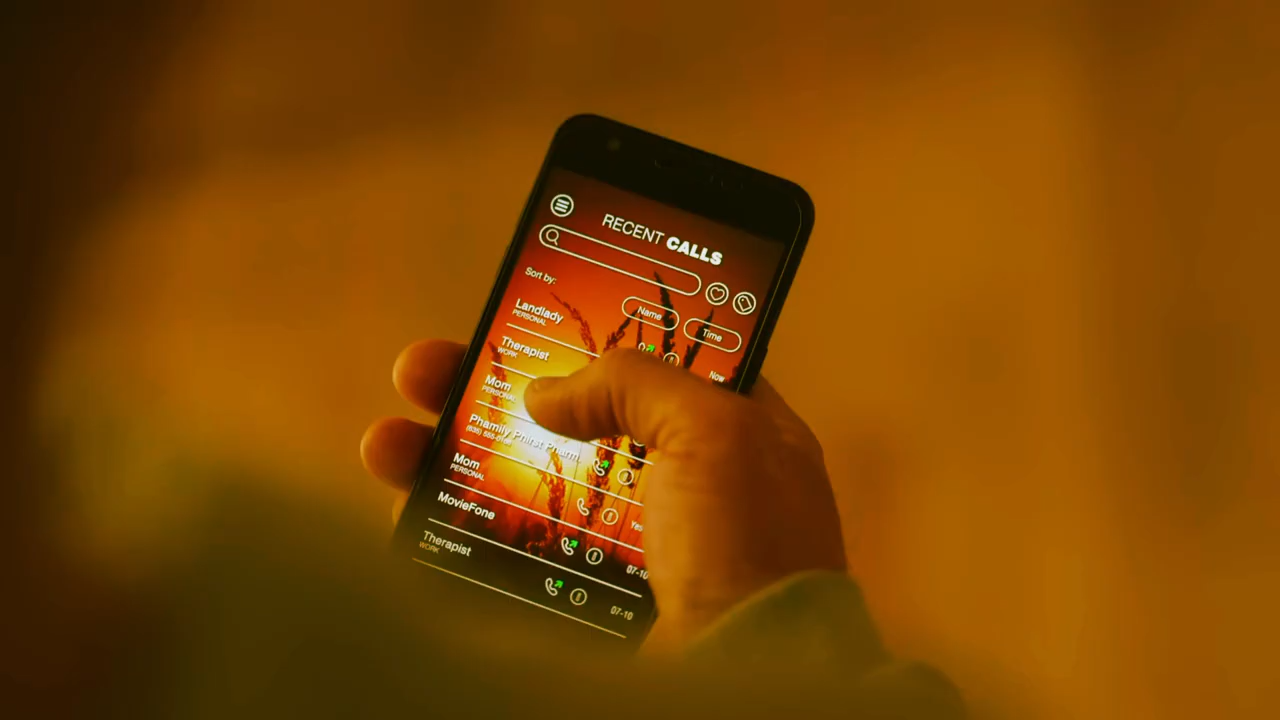 RECENT CALLS
Sort by:
Name
Time
Landlady
PERSONAL
Now
Therapist
WORK
Mom
PERSONAL
Phamily Phirst Pharm.
Mom
PERSONAL
Yes
MovieFone
07-10
Therapist
WORK
07-10